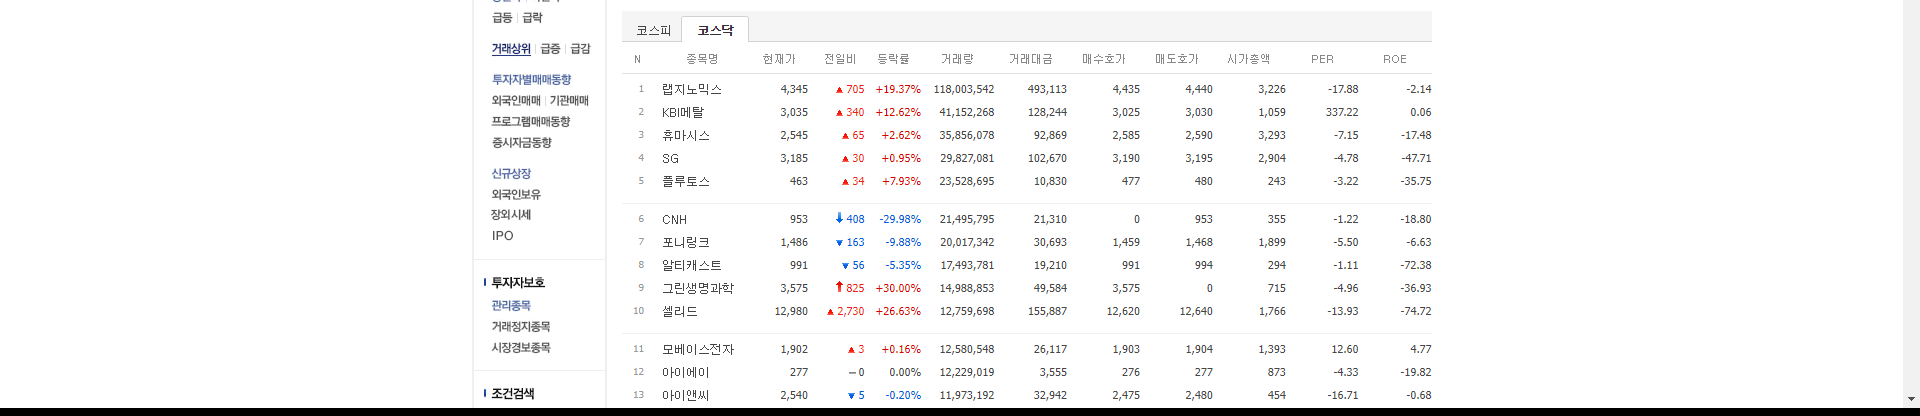 급등 | 급락
거래상위 | 급증 | 급감
투자자별매매동향
외국인매매 | 기관매매
프로그램매매동향
증시자금동향
신규상장
외국인보유
장외시세
IPO
투자자보호
관리종목
거래정지종목
시장경보종목
조건검색
코스피 코스닥
N 종목명 현재가 전일비 등락률 거래량 거래대금 매수호가 매도호가 시가총액 PER ROE
1 랩지노믹스 4,345 ▲ 705 +19.37% 118,003,542 493,113 4,435 4,440 3,226 -17.88 -2.14
2 KBI메탈 3,035 ▲ 340 +12.62% 41,152,268 128,244 3,025 3,030 1,059 337.22 0.06
3 휴마시스 2,545 ▲ 65 +2.62% 35,856,078 92,869 2,585 2,590 3,293 -7.15 -17.48
4 SG 3,185 ▲ 30 +0.95% 29,827,081 102,670 3,190 3,195 2,904 -4.78 -47.71
5 플루토스 463 ▲ 34 +7.93% 23,528,695 10,830 477 480 243 -3.22 -35.75
6 CNH 953 ↓ 408 -29.98% 21,495,795 21,310 0 953 355 -1.22 -18.80
7 포니링크 1,486 ▼ 163 -9.88% 20,017,342 30,693 1,459 1,468 1,899 -5.50 -6.63
8 알티캐스트 991 ▼ 56 -5.35% 17,493,781 19,210 991 994 294 -1.11 -72.38
9 그린생명과학 3,575 ↑ 825 +30.00% 14,988,853 49,584 3,575 0 715 -4.96 -36.93
10 셀리드 12,980 ▲ 2,730 +26.63% 12,759,698 155,887 12,620 12,640 1,766 -13.93 -74.72
11 모베이스전자 1,902 ▲ 3 +0.16% 12,580,548 26,117 1,903 1,904 1,393 12.60 4.77
12 아이에이 277 – 0 0.00% 12,229,019 3,555 276 277 873 -4.33 -19.82
13 아이앤씨 2,540 ▼ 5 -0.20% 11,973,192 32,942 2,475 2,480 454 -16.71 -0.68